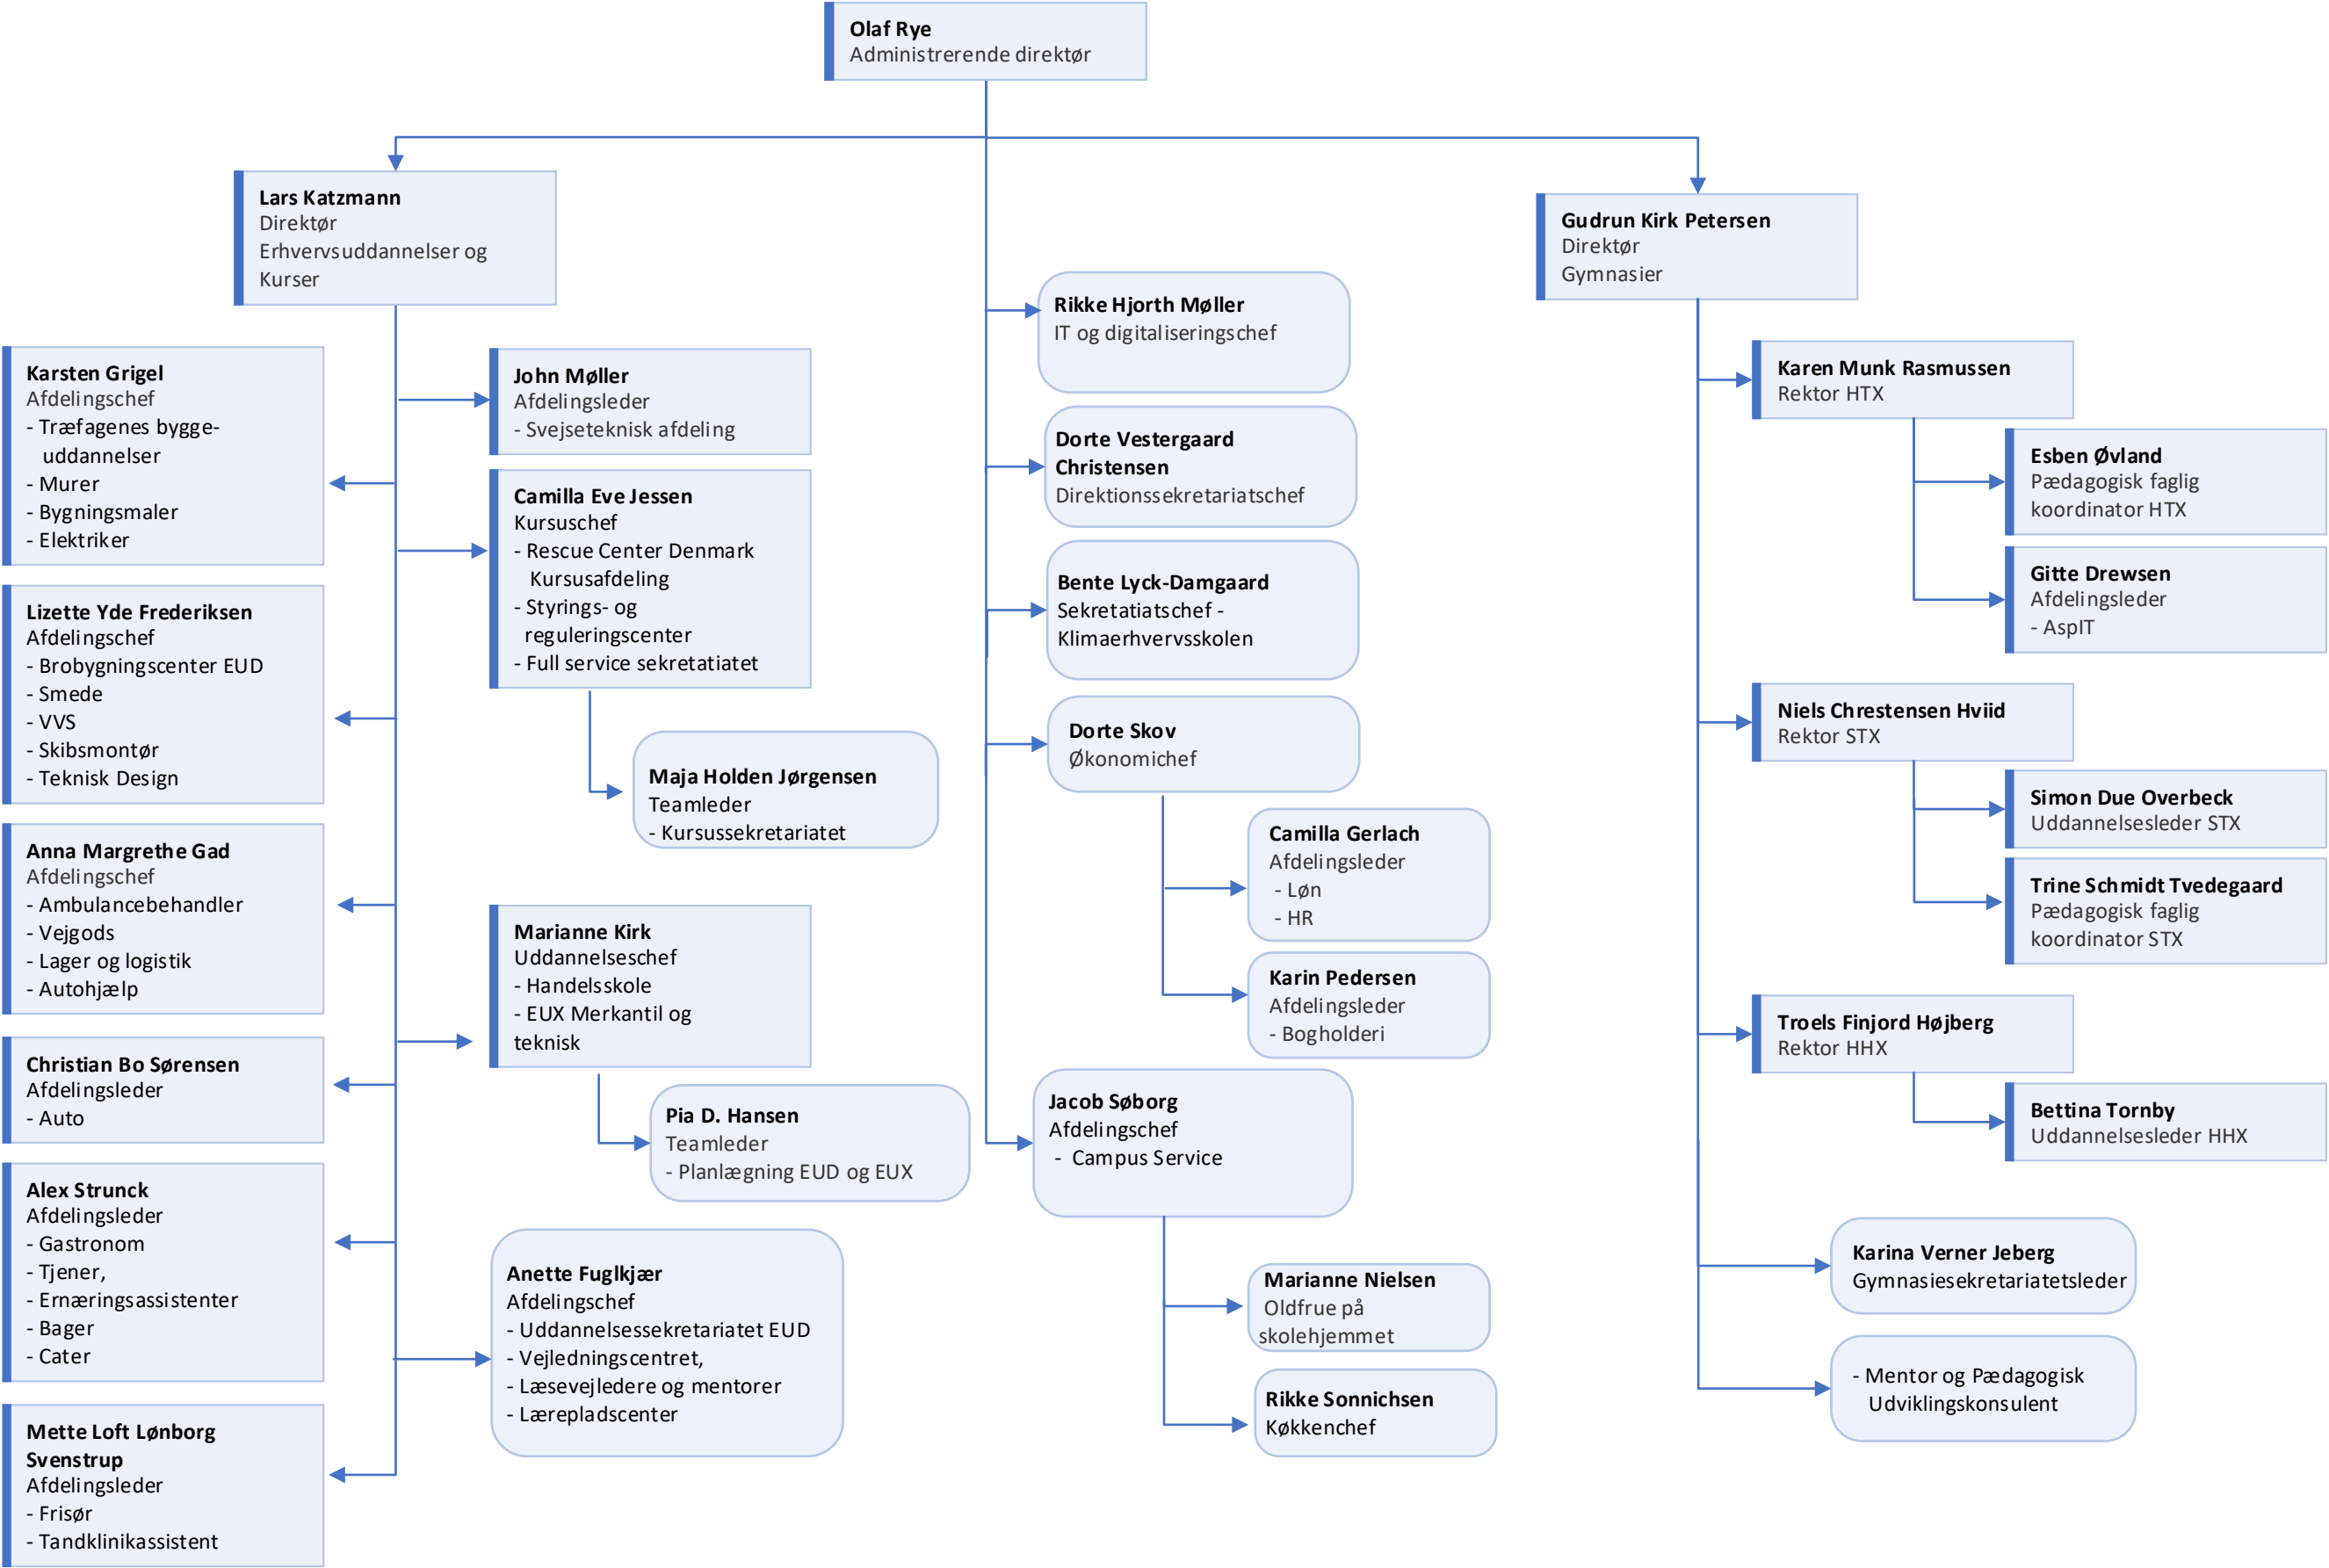 Olaf Rye
Administrerende direktør
Lars Katzmann
Direktør
Erhvervsuddannelser og
Kurser
Karsten Grigel
Afdelingschef
- Træfagenes bygge-
uddannelser
- Murer
- Bygningsmaler
- Elektriker
Lizette Yde Frederiksen
Afdelingschef
- Brobygningscenter EUD
- Smede
- VVS
- Skibsmontør
- Teknisk Design
Anna Margrethe Gad
Afdelingschef
- Ambulancebehandler
- Vejgods
- Lager og logistik
- Autohjælp
Christian Bo Sørensen
Afdelingsleder
- Auto
Alex Strunck
Afdelingsleder
- Gastronom
- Tjener,
- Ernæringsassistenter
- Bager
- Cater
Mette Loft Lønborg
Svenstrup
Afdelingsleder
- Frisør
- Tandklinikassistent
John Møller
Afdelingsleder
- Svejseteknisk afdeling
Camilla Eve Jessen
Kursuschef
- Rescue Center Denmark
Kursusafdeling
- Styrings- og
reguleringscenter
- Full service sekretatiatet
Maja Holden Jørgensen
Teamleder
- Kursussekretariatet
Marianne Kirk
Uddannelseschef
- Handelsskole
- EUX Merkantil og
teknisk
Pia D. Hansen
Teamleder
- Planlægning EUD og EUX
Anette Fuglkjær
Afdelingschef
- Uddannelsessekretariatet EUD
- Vejledningscentret,
- Læsevejledere og mentorer
- Lærepladscenter
Rikke Hjorth Møller
IT og digitaliseringschef
Dorte Vestergaard
Christensen
Direktionssekretariatschef
Bente Lyck-Damgaard
Sekretatiatschef -
Klimaerhvervsskolen
Dorte Skov
Økonomichef
Camilla Gerlach
Afdelingsleder
- Løn
- HR
Karin Pedersen
Afdelingsleder
- Bogholderi
Jacob Søborg
Afdelingschef
- Campus Service
Marianne Nielsen
Oldfrue på
skolehjemmet
Rikke Sonnichsen
Køkkenchef
Gudrun Kirk Petersen
Direktør
Gymnasier
Karen Munk Rasmussen
Rektor HTX
Esben Øvland
Pædagogisk faglig
koordinator HTX
Gitte Drewsen
Afdelingsleder
- AspIT
Niels Chrestensen Hviid
Rektor STX
Simon Due Overbeck
Uddannelsesleder STX
Trine Schmidt Tvedegaard
Pædagogisk faglig
koordinator STX
Troels Finjord Højberg
Rektor HHX
Bettina Tornby
Uddannelsesleder HHX
Karina Verner Jeberg
Gymnasiesekretariatetsleder
- Mentor og Pædagogisk
Udviklingskonsulent